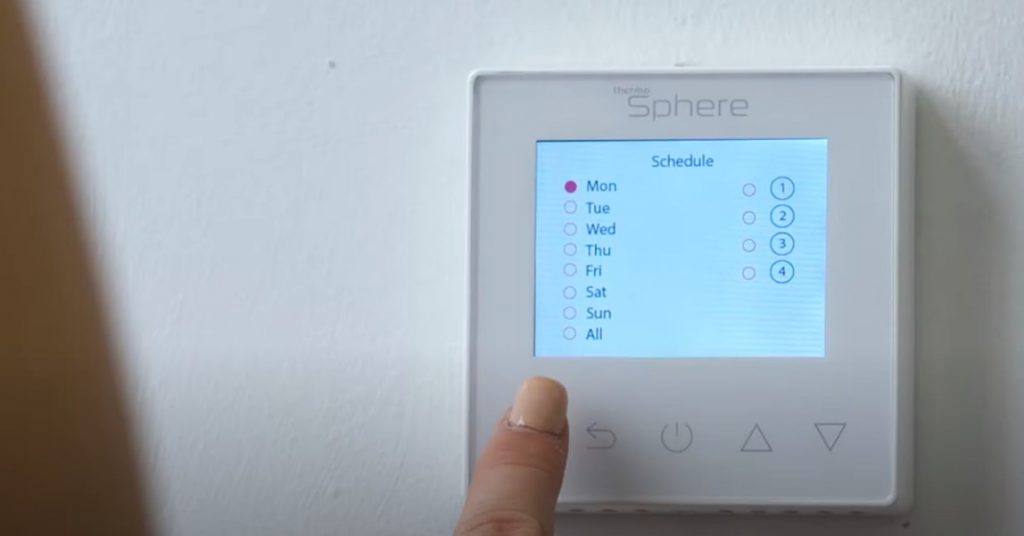 thermo
Sphere
Schedule
Mon 1
Tue 2
Wed 3
Thu 4
Fri
Sat
Sun
All